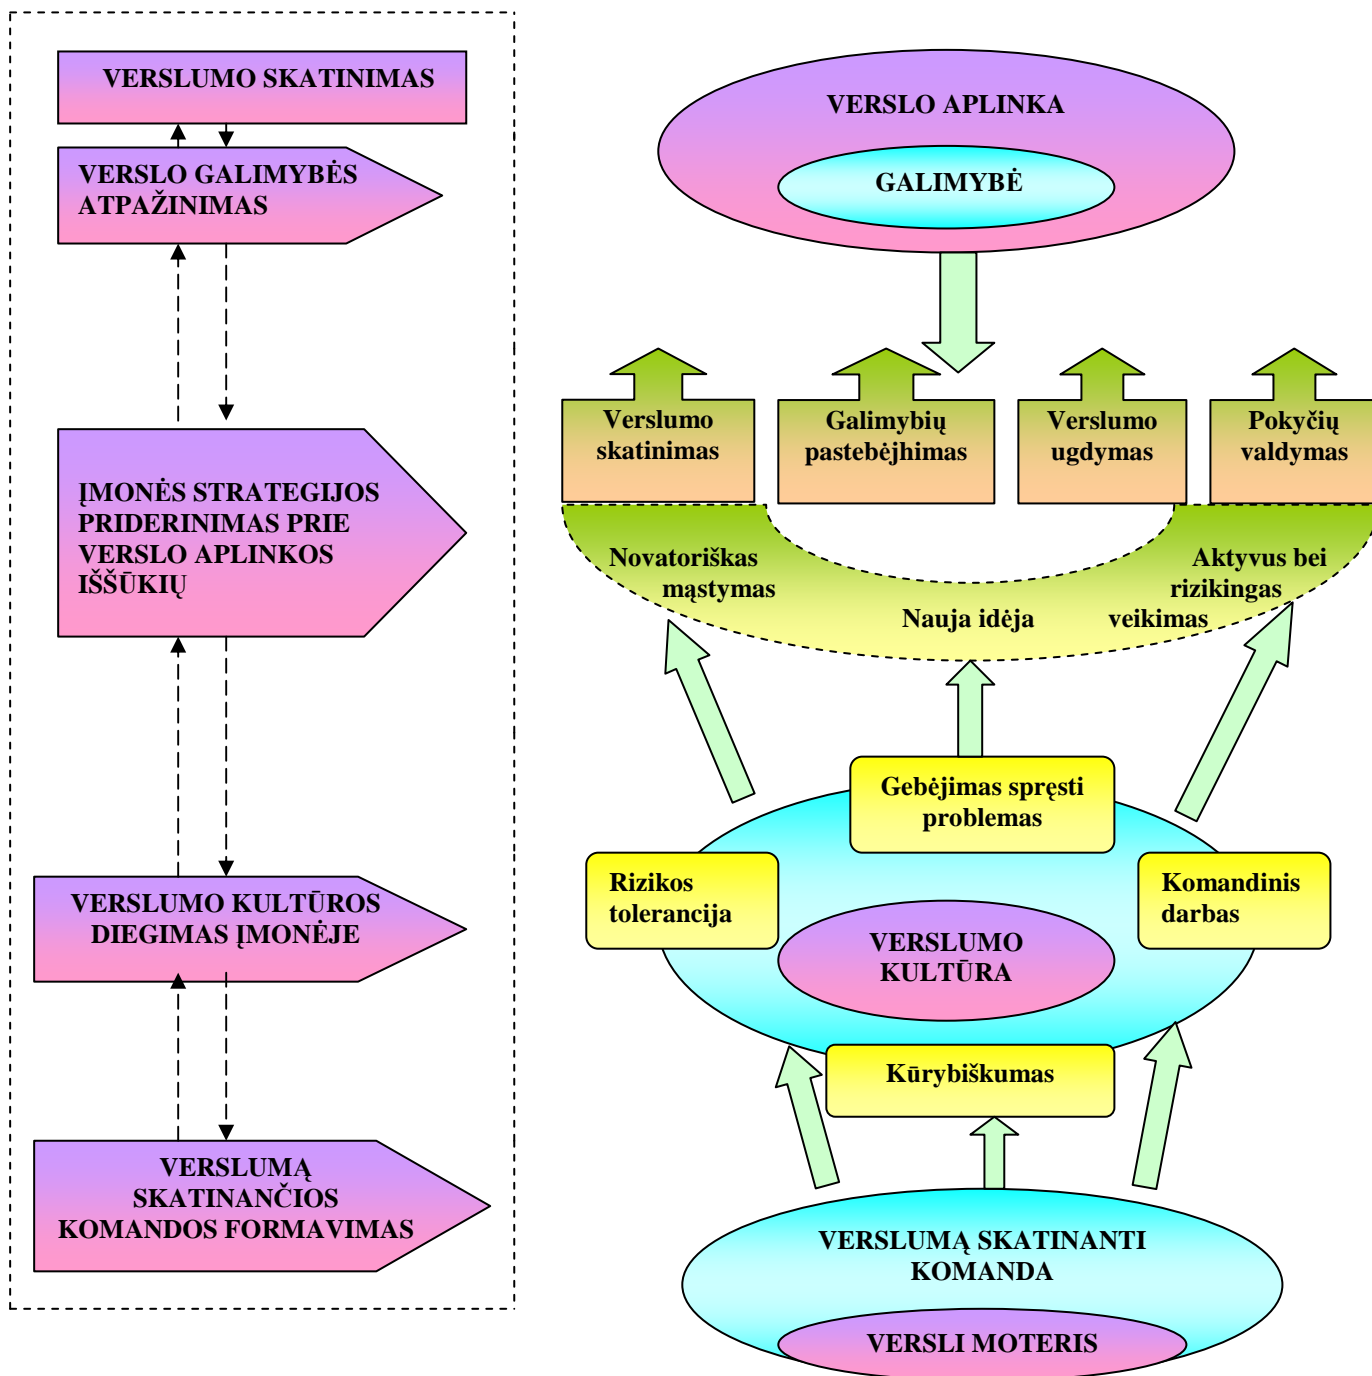 VERSLUMO SKATINIMAS
VERSLO GALIMYBĖS
ATPAŽINIMAS
ĮMONĖS STRATEGIJOS
PRIDERINIMAS PRIE
VERSLO APLINKOS
IŠŠŪKIŲ
VERSLUMO KULTŪROS
DIEGIMAS ĮMONĖJE
VERSLUMĄ
SKATINANČIOS
KOMANDOS FORMAVIMAS
VERSLO APLINKA
GALIMYBĖ
Verslumo
skatinimas
Galimybių
pastebėjhimas
Verslumo
ugdymas
Pokyčių
valdymas
Novatoriškas
mąstymas
Nauja idėja
Aktyvus bei
rizikingas
veikimas
Gebėjimas spręsti
problemas
Rizikos
tolerancija
Komandinis
darbas
VERSLUMO
KULTŪRA
Kūrybiškumas
VERSLUMĄ SKATINANTI
KOMANDA
VERSLI MOTERIS